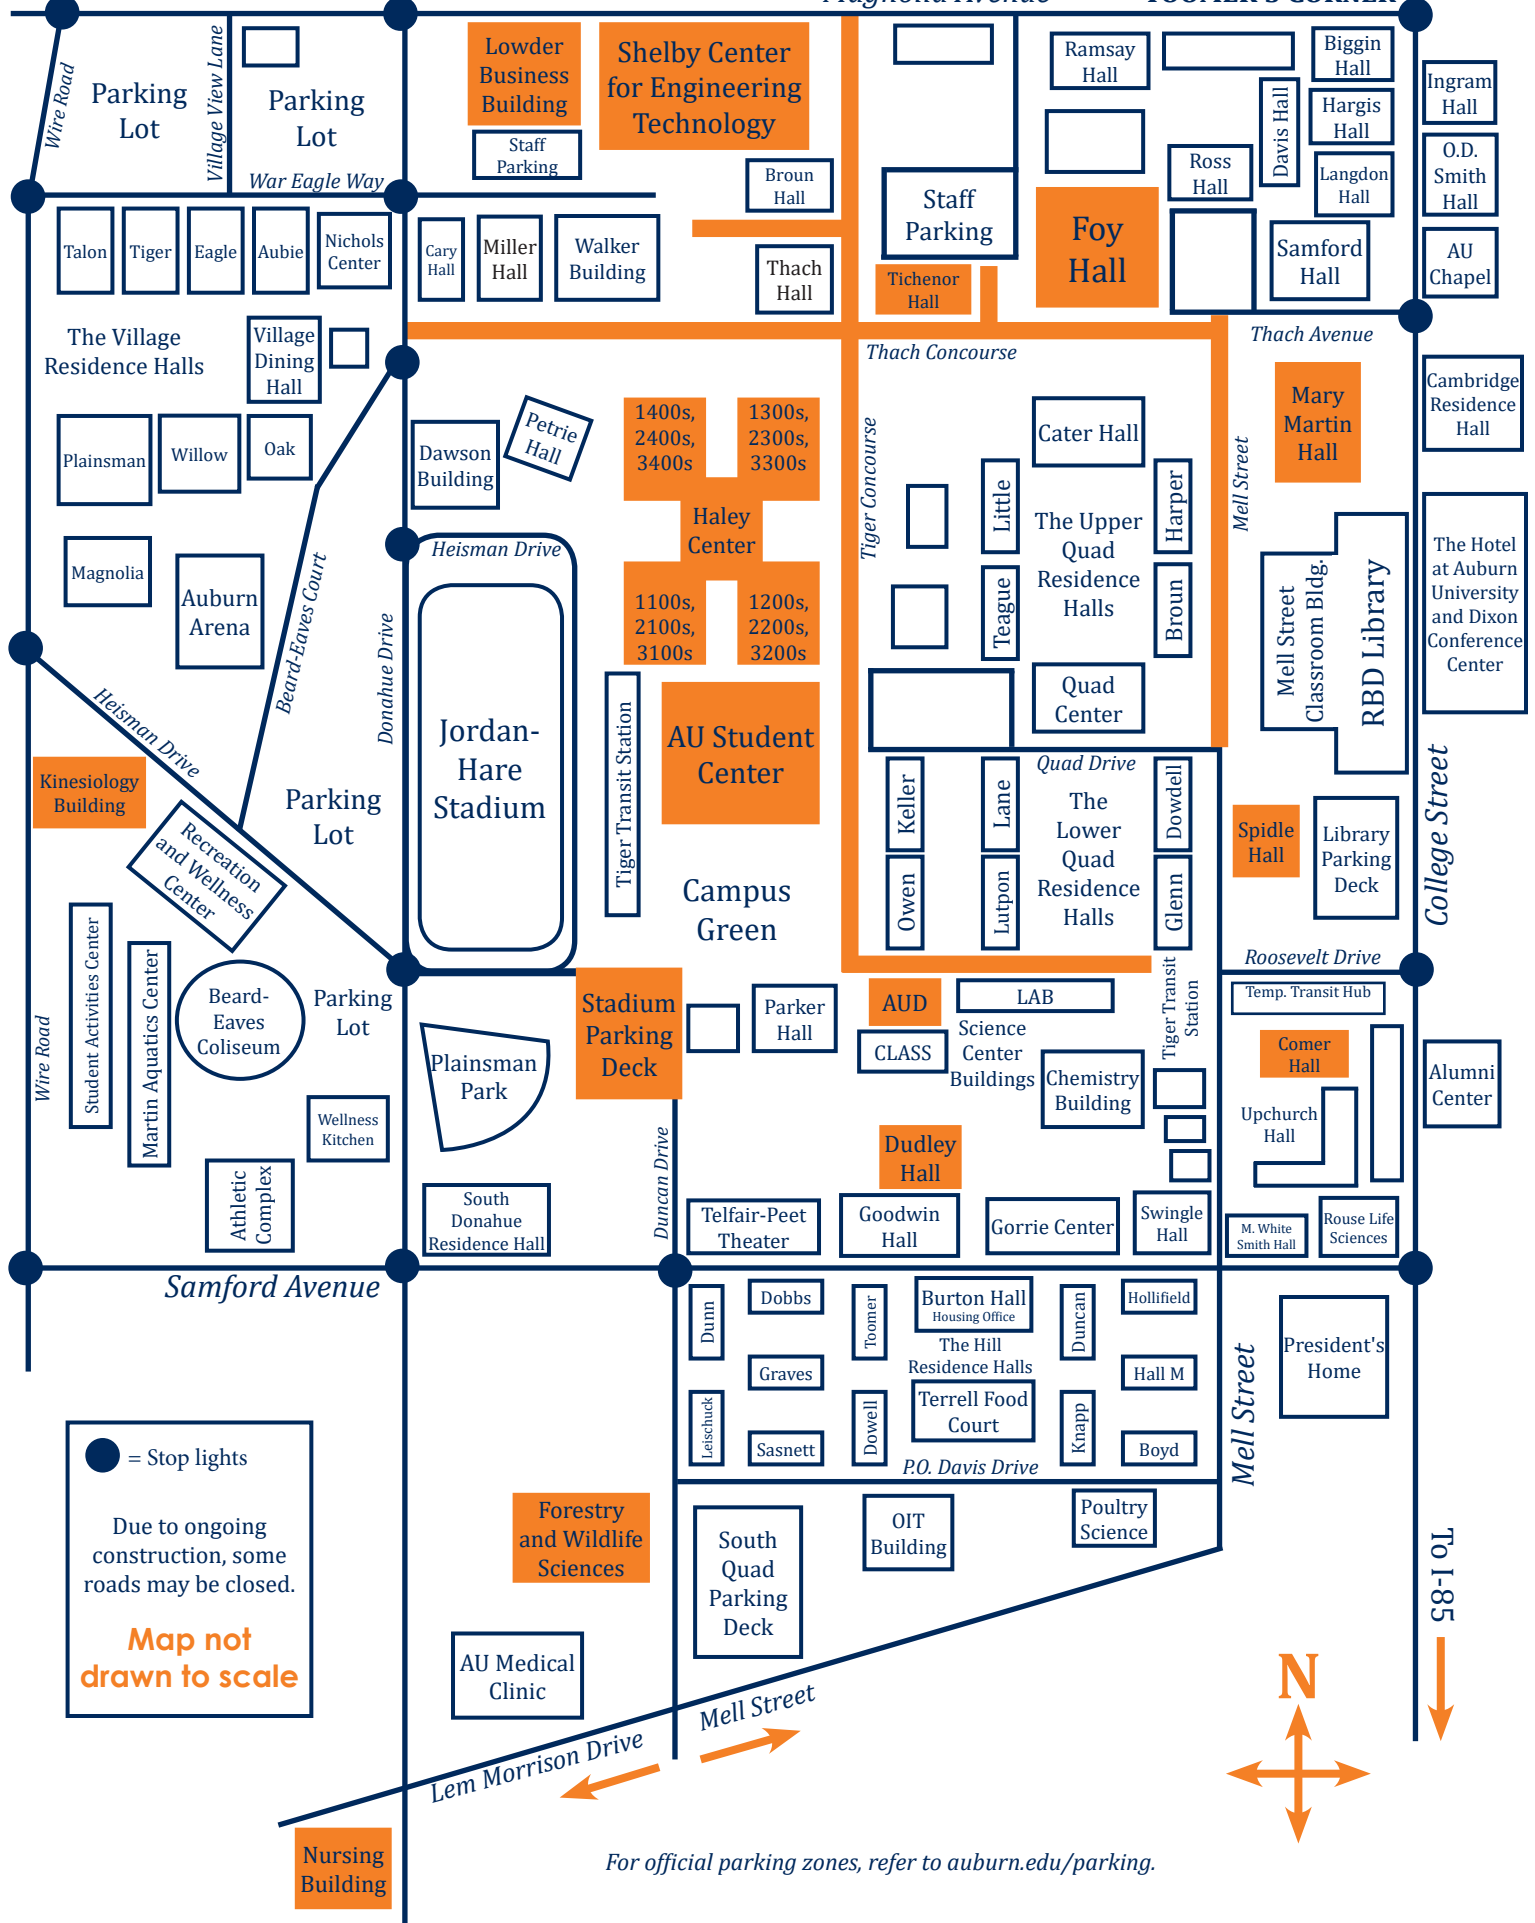 Magnolia Avenue
TOOMER'S CORNER
Wire Road
Parking
Lot
Village View Lane
Parking
Lot
War Eagle Way
Lowder
Business
Building
Staff
Parking
Shelby Center
for Engineering
Technology
Broun
Hall
Staff
Parking
Ramsay
Hall
Foy
Hall
Ross
Hall
Davis Hall
Biggin
Hall
Hargis
Hall
Langdon
Hall
Samford
Hall
Ingram
Hall
O.D.
Smith
Hall
AU
Chapel
Talon
Tiger
Eagle
Aubie
Nichols
Center
Cary
Hall
Miller
Hall
Walker
Building
Thach
Hall
Tichenor
Hall
Thach Concourse
Thach Avenue
The Village
Residence Halls
Village
Dining
Hall
Plainsman
Willow
Oak
Magnolia
Auburn
Arena
Beard-Eaves Court
Heisman Drive
Dawson
Building
Petrie
Hall
Heisman Drive
Donahue Drive
Jordan-
Hare
Stadium
1400s,
2400s,
3400s
1300s,
2300s,
3300s
Haley
Center
1100s,
2100s,
3100s
1200s,
2200s,
3200s
Tiger Transit Station
AU Student
Center
Campus
Green
Tiger Concourse
Cater Hall
Little
Harper
The Upper
Quad
Residence
Halls
Teague
Broun
Quad
Center
Quad Drive
Keller
Lane
Dowdell
The
Lower
Quad
Residence
Halls
Owen
Lutpon
Glenn
Mell Street
Mary
Martin
Hall
Mell Street
Classroom Bldg.
RBD Library
Spidle
Hall
Library
Parking
Deck
Cambridge
Residence
Hall
The Hotel
at Auburn
University
and Dixon
Conference
Center
College Street
Kinesiology
Building
Parking
Lot
Recreation
and Wellness
Center
Student Activities Center
Martin Aquatics Center
Beard-
Eaves
Coliseum
Parking
Lot
Wire Road
Wellness
Kitchen
Athletic
Complex
Plainsman
Park
South
Donahue
Residence Hall
Stadium
Parking
Deck
Duncan Drive
Parker
Hall
AUD
LAB
CLASS
Science
Center
Buildings
Chemistry
Building
Tiger Transit
Station
Dudley
Hall
Telfair-Peet
Theater
Goodwin
Hall
Gorrie Center
Swingle
Hall
Roosevelt Drive
Temp. Transit Hub
Comer
Hall
Upchurch
Hall
M. White
Smith Hall
Rouse Life
Sciences
Alumni
Center
Samford Avenue
Dunn
Dobbs
Toomer
Burton Hall
Housing Office
Duncan
Hollifield
The Hill
Residence Halls
Graves
Hall M
Leischuck
Sasnett
Dowell
Terrell Food
Court
Knapp
Boyd
P.O. Davis Drive
Mell Street
President's
Home
= Stop lights
Due to ongoing
construction, some
roads may be closed.
Map not
drawn to scale
Forestry
and Wildlife
Sciences
South
Quad
Parking
Deck
OIT
Building
Poultry
Science
AU Medical
Clinic
Lem Morrison Drive
Mell Street
To I-85
N
Nursing
Building
For official parking zones, refer to auburn.edu/parking.